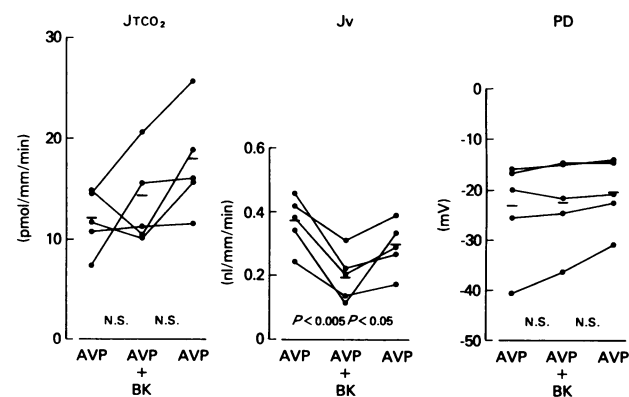 JTCO2
Jv
PD
30
20
10
0
(pmol/mm/min)
N.S. N.S.
AVP AVP AVP
+
BK
0.6
0.4
0.2
0
(nl/mm/min)
P<0.005 P<0.05
AVP AVP AVP
+
BK
-0
-10
-20
-30
-40
-50
(mV)
N.S. N.S.
AVP AVP AVP
+
BK